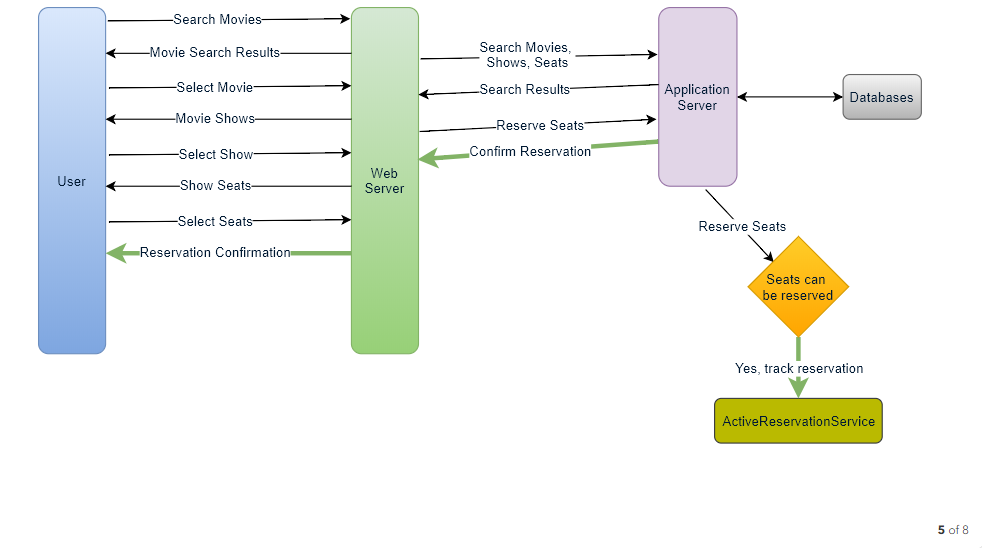 Search Movies
Movie Search Results
Select Movie
Movie Shows
Select Show
Show Seats
Select Seats
Reservation Confirmation
User
Web
Server
Search Movies,
Shows, Seats
Search Results
Reserve Seats
Confirm Reservation
Application
Server
Databases
Reserve Seats
Seats can
be reserved
Yes, track reservation
ActiveReservationService
5 of 8